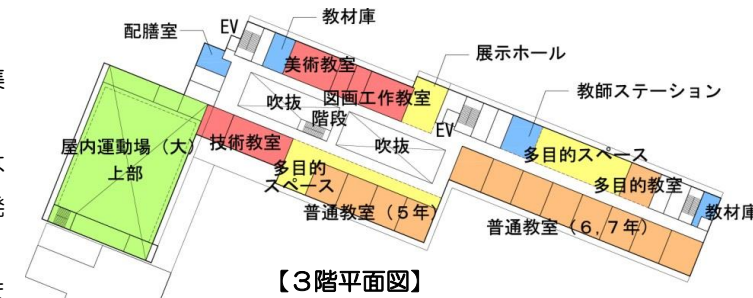 教材庫
EV
配膳室
展示ホール
美術教室
教師ステーション
図画工作教室
吹抜
階段
EV
吹抜
屋内運動場（大）
上部
技術教室
多目的スペース
多目的
スペース
多目的教室
普通教室（５年）
普通教室（６,７年）
教材庫
【３階平面図】